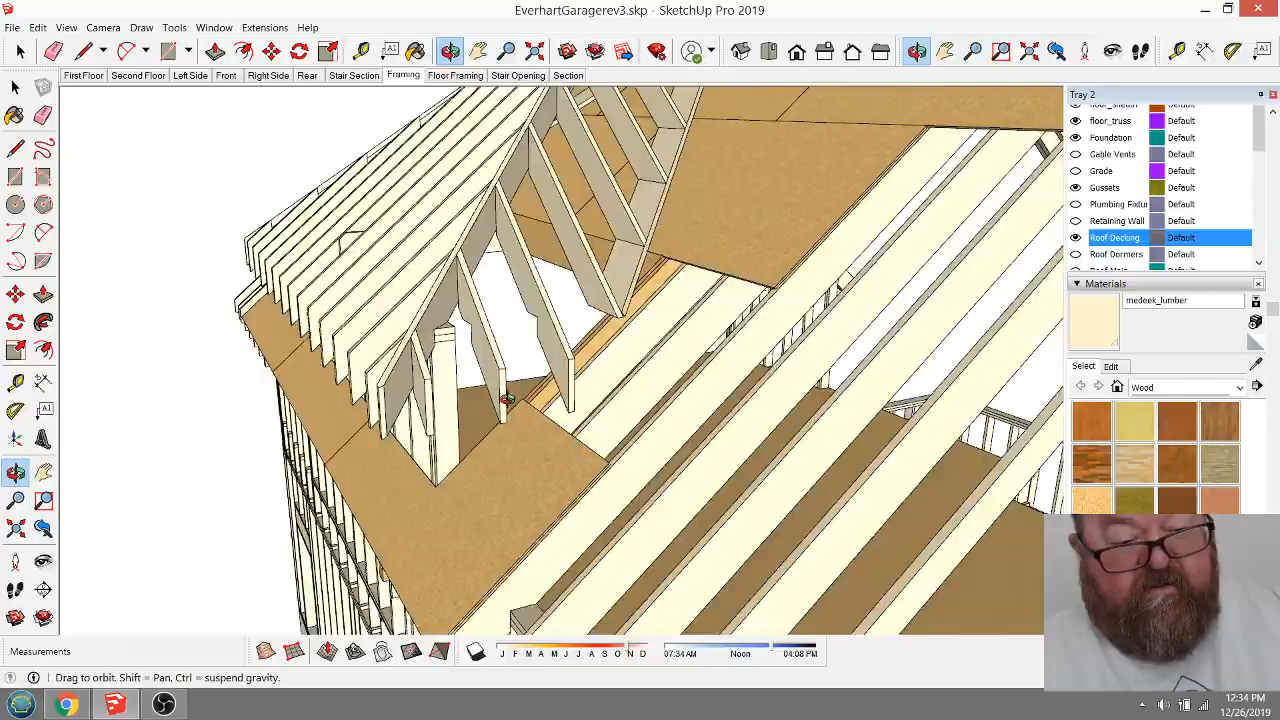 EverhartGaragerev3.skp - SketchUp Pro 2019
File Edit View Camera Draw Tools Window Extensions Help
First Floor Second Floor Left Side Front Right Side Rear Stair Section Framing Floor Framing Stair Opening Section
Tray 2
floor_sheath Default
floor_truss Default
Foundation Default
Gable Vents Default
Grade Default
Gussets Default
Plumbing Fixtur Default
Retaining Wall Default
Roof Decking Default
Roof Dormers Default
Materials
medeek_lumber
Select Edit
Wood
Measurements
J F M A M J J A S O N D
07:34 AM Noon 04:08 PM
Drag to orbit. Shift = Pan, Ctrl = suspend gravity.
12:34 PM
12/26/2019